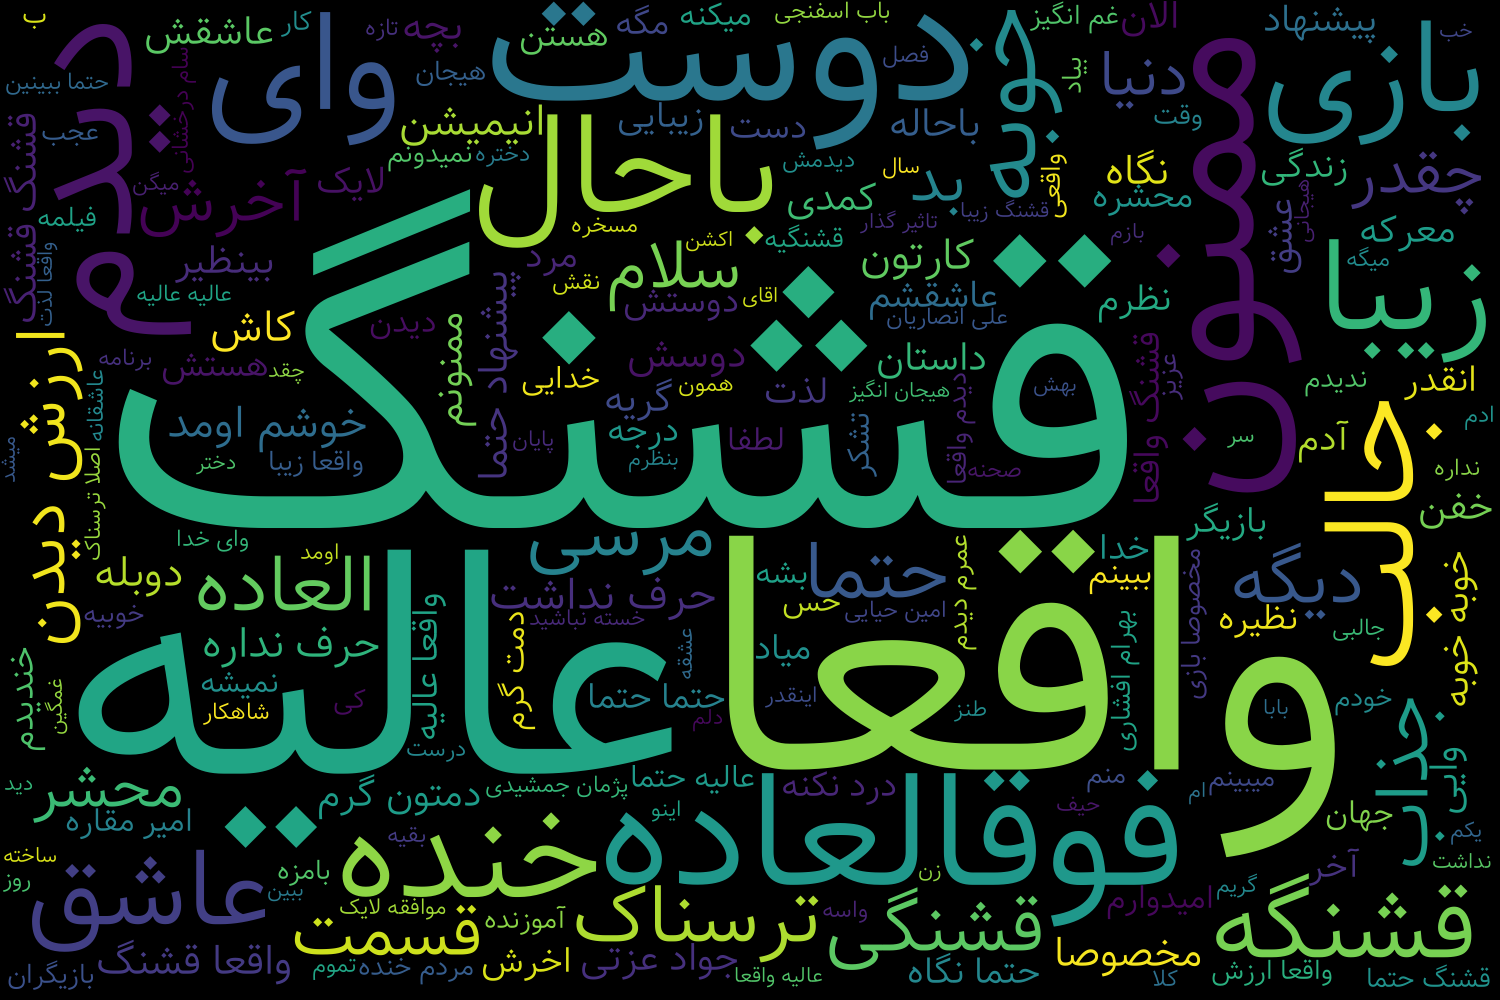 قشنگ
واقعا
عالیه
فوقالعاده
دوست
باحال
ممنون
دیدم
جالب
بازی
زیبا
وای
خوبه
خنده
عاشق
جذاب
قشنگه
قشنگی
ترسناک
قسمت
العاده
حتما
دیگه
مرسی
سلام
محشر
ارزش دیدن
آخرش
چقدر
دنیا
بد
لایک
بینظیر
کاش
انیمیشن
بچه
عاشقش
کار
تازه
هستن
مگه
میکنه
باب اسفنجی
فصل
غم انگیز
الان
پیشنهاد
خب
ب
هیجان
حتما ببینین
سام درخشانی
عجب
قشنگ قشنگ
نمیدونم
دختره
زیبایی
دست
باحاله
دیدمش
سال
بیاد
وقت
واقعی
نگاه
زندگی
محشره
هیجانی
عشق
معرکه
میگه
بازم
نظرم
کمدی
تاثیر گذار
قشنگ زیبا
اکشن
قشنگیه
مسخره
مرد
نقش
کارتون
دوستش
اقای
عاشقشم
علی انصاریان
داستان
هیجان انگیز
دوسش
لذت
همون
خدایی
گریه
درجه
بنظرم
لطفا
تشکر
دیدم واقعا
صحنه
بهش
قشنگ واقعا
عزیز
ندیدم
انقدر
ادم
آدم
سر
نداره
خفن
بازیگر
خدا
ببینم
نظیره
خوبه خوبه
جالبی
خودم
بابا
وایی
میبینم
ام
منم
حیف
جهان
یکم
نداشت
آخر
گریم
امیدوارم
مخصوصا
کلا
واقعا ارزش
قشنگ حتما
حتما نگاه
عالیه واقعا
جواد عزتی
واسه
زن
اخرش
آموزنده
موافقه لایک
مردم خنده
تموم
بامزه
ببین
بقیه
واقعا قشنگ
بازیگران
روز
ساخته
امیر مقاره
دید
دمتون گرم
پژمان جمشیدی
عالیه حتما
اینو
درد نکنه
درست
دلم
حتما حتما
اینقدر
طنز
میاد
عشقه
بهرام افشاری
مخصوصا بازی
عمرم دیدم
امین حیایی
حس
بشه
حرف نداشت
خسته نباشید
دمت گرم
واقعا عالیه
اومد
وای خدا
دوبله
خوبیه
حرف نداره
نمیشه
شاهکار
کی
خندیدم
غمگین
اصلا ترسناک
عاشقانه
میشد
خوشم اومد
واقعا زیبا
دختر
پایان
پیشنهاد حتما
ممنونم
دیدن
هستش
چقد
برنامه
عالیه عالیه
فیلمه
واقعا لذت
میگن